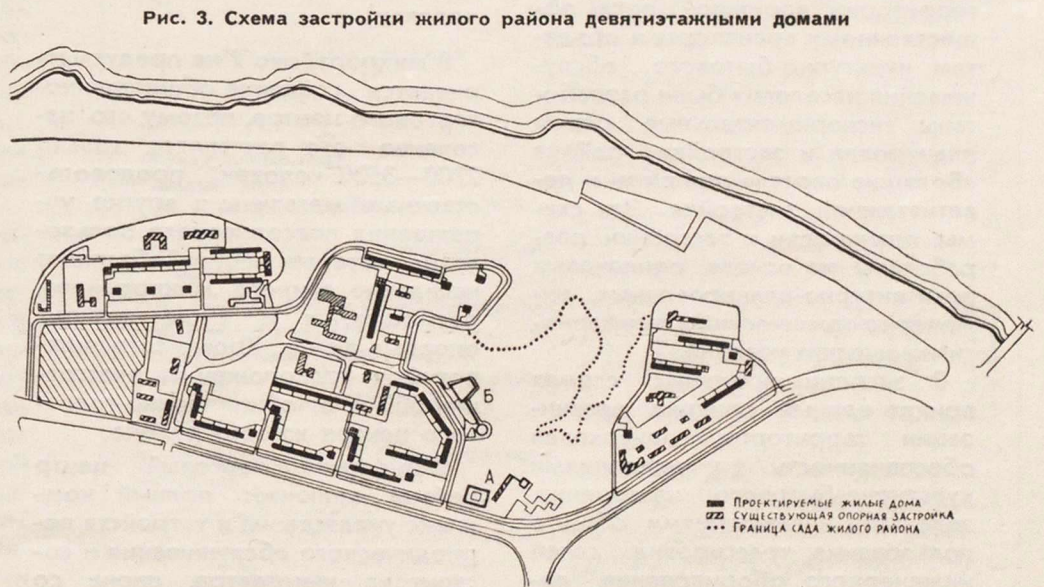 Рис. 3. Схема застройки жилого района девятиэтажными домами
Б
А
Проектируемые жилые дома
Существующая опорная застройка
Граница сада жилого района